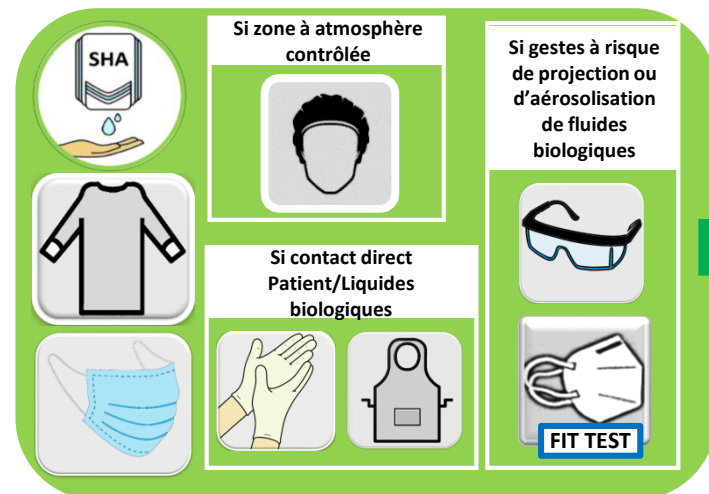 SHA
Si zone à atmosphère
contrôlée
Si contact direct
Patient/Liquides
biologiques
Si gestes à risque
de projection ou
d’aérosolisation
de fluides
biologiques
FIT TEST